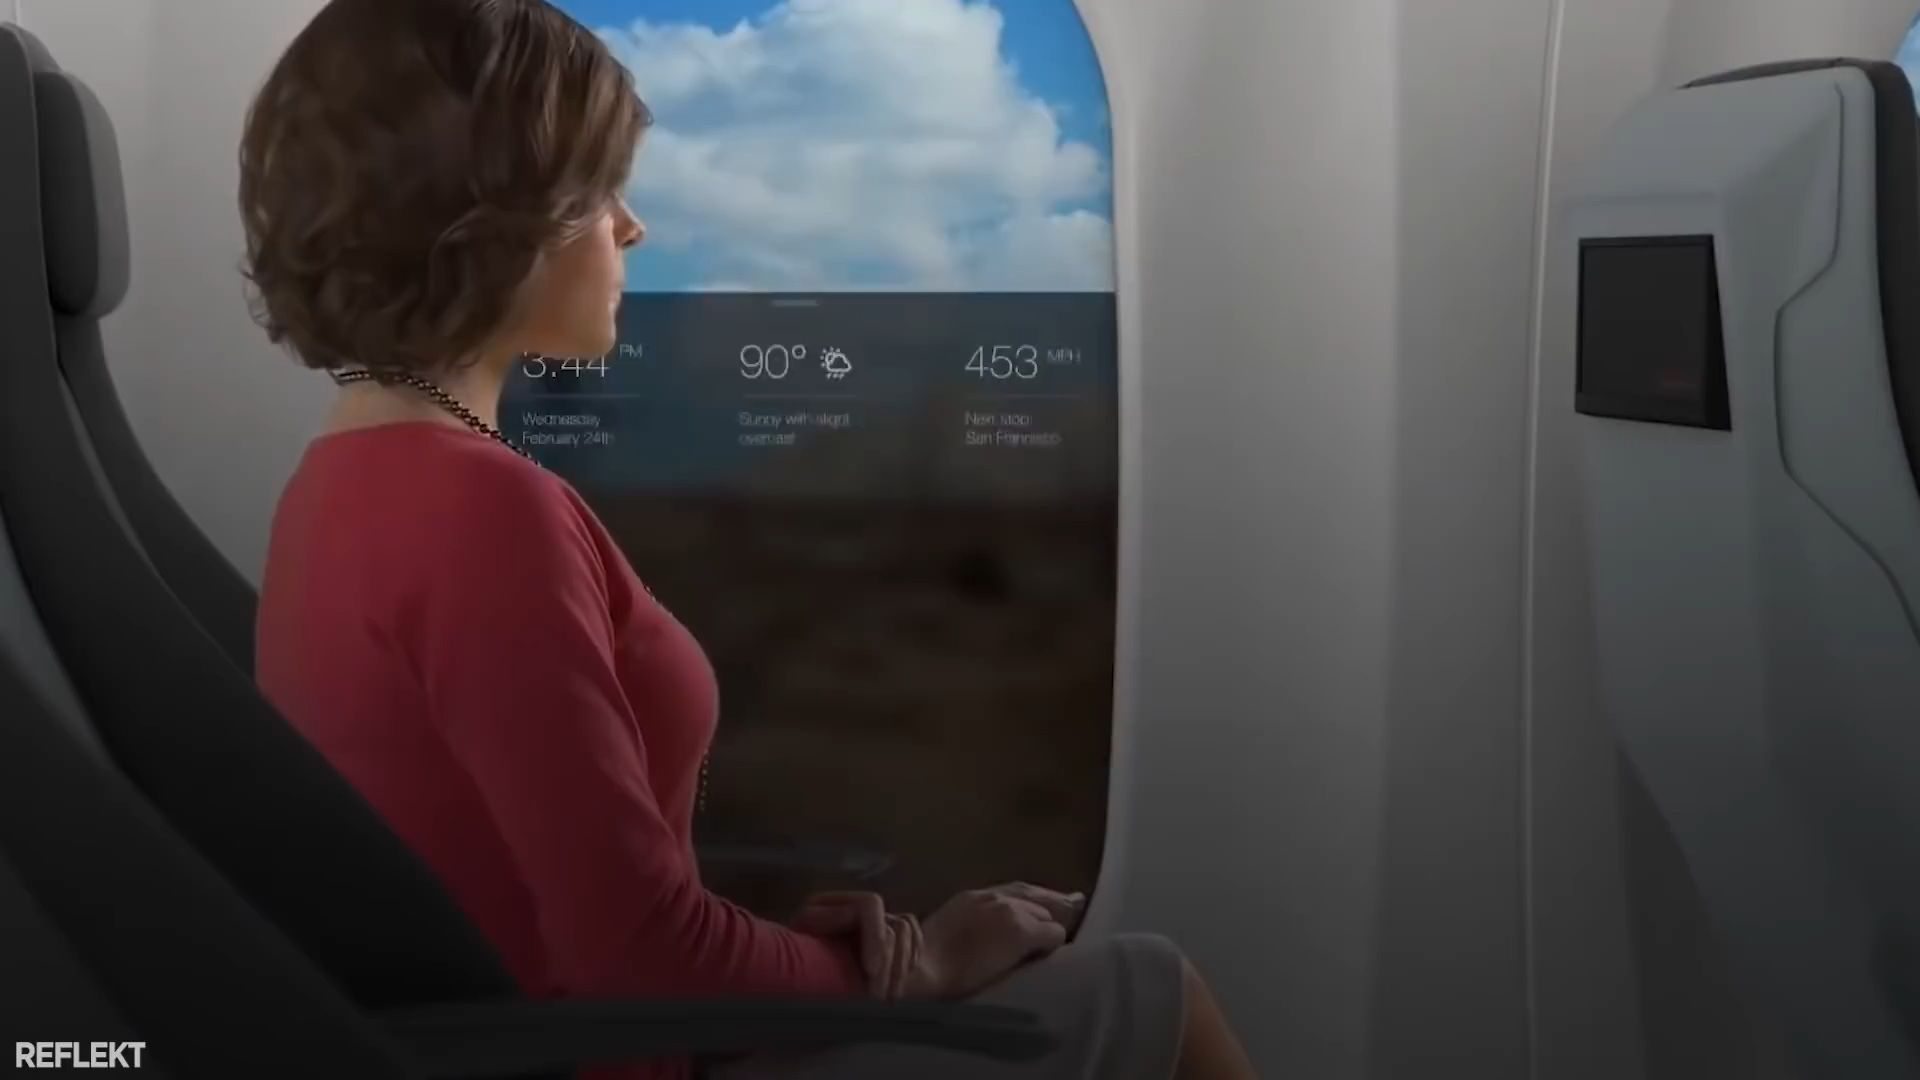 3:44 PM
90°
453 MPH
Wednesday
February 24th
Sunny with slight
overcast
Next stop:
San Francisco
REFLEKT